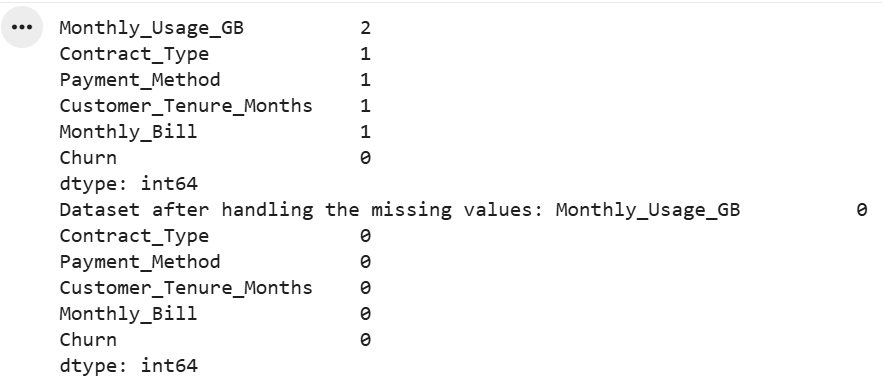 Monthly_Usage_GB 2
Contract_Type 1
Payment_Method 1
Customer_Tenure_Months 1
Monthly_Bill 1
Churn 0
dtype: int64
Dataset after handling the missing values: Monthly_Usage_GB 0
Contract_Type 0
Payment_Method 0
Customer_Tenure_Months 0
Monthly_Bill 0
Churn 0
dtype: int64